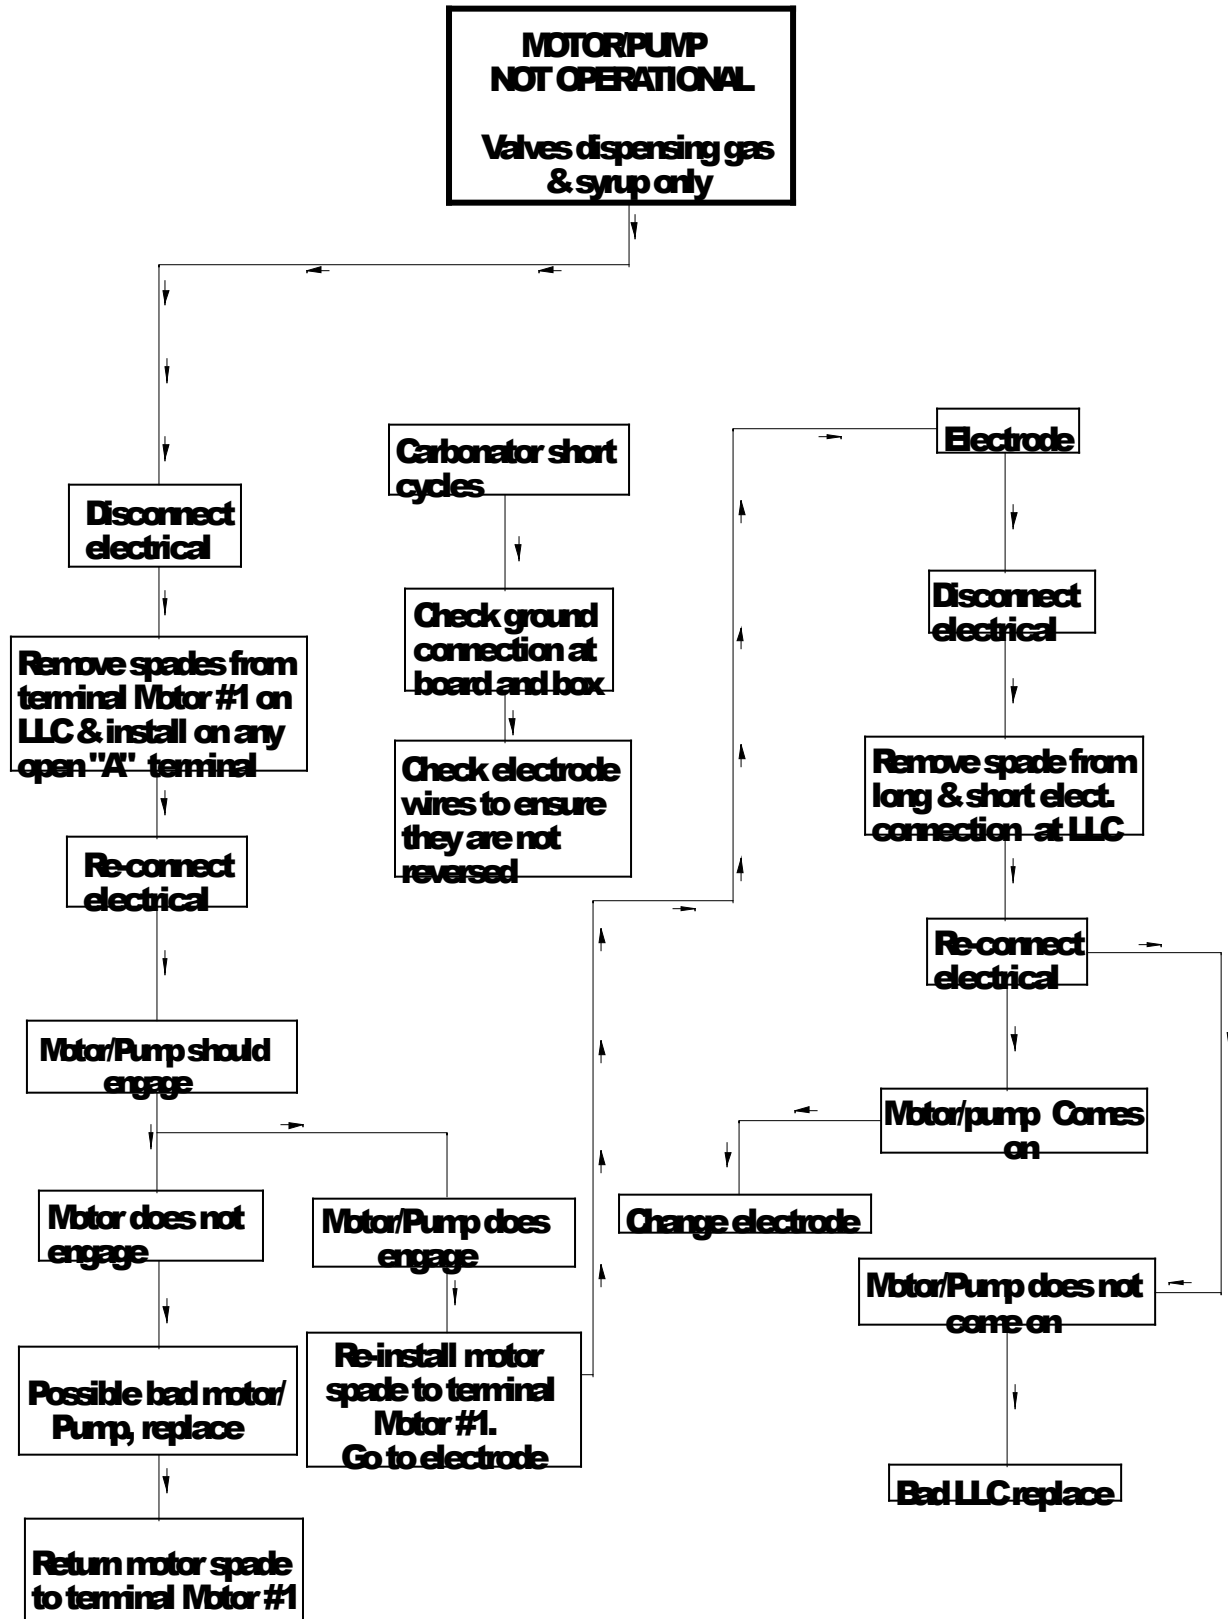 MOTOR/PUMP
NOT OPERATIONAL
Valves dispensing gas
& syrup only
Disconnect
electrical
Remove spades from
terminal Motor #1 on
LLC & install on any
open "A" terminal
Re-connect
electrical
Motor/Pump should
engage
Motor does not
engage
Possible bad motor/
Pump, replace
Return motor spade
to terminal Motor #1
Motor/Pump does
engage
Re-install motor
spade to terminal
Motor #1.
Go to electrode
Carbonator short
cycles
Check ground
connection at
board and box
Check electrode
wires to ensure
they are not
reversed
Electrode
Disconnect
electrical
Remove spade from
long & short elect.
connection at LLC
Re-connect
electrical
Motor/pump Comes
on
Change electrode
Motor/Pump does not
come on
Bad LLC replace